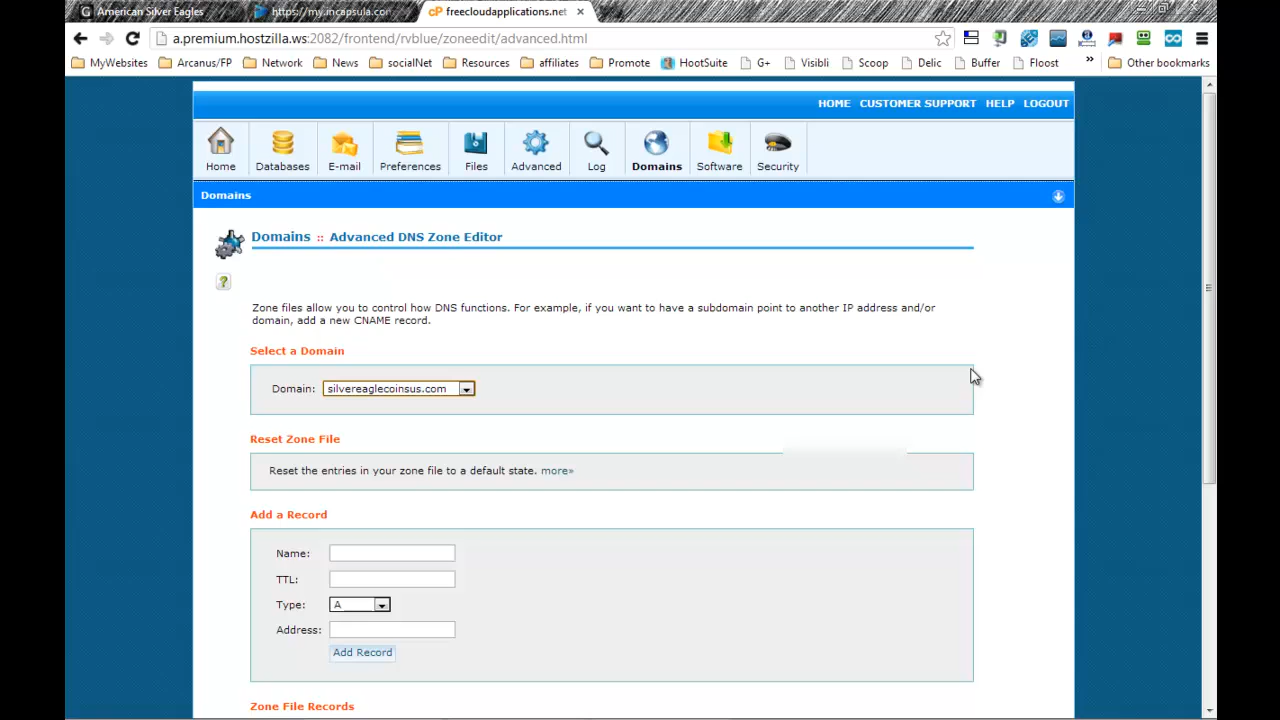 American Silver Eagles
https://my.incapsula.com
cP freecloudapplications.net
a.premium.hostzilla.ws:2082/frontend/rvblue/zoneedit/advanced.html
MyWebsites Arcanus/FP Network News socialNet Resources affiliates Promote HootSuite G+ Visibli Scoop Delic Buffer Floost » Other bookmarks
HOME CUSTOMER SUPPORT HELP LOGOUT
Home Databases E-mail Preferences Files Advanced Log Domains Software Security
Domains
Domains :: Advanced DNS Zone Editor
?
Zone files allow you to control how DNS functions. For example, if you want to have a subdomain point to another IP address and/or
domain, add a new CNAME record.
Select a Domain
Domain: silvereaglecoinsus.com
Reset Zone File
Reset the entries in your zone file to a default state. more»
Add a Record
Name:
TTL:
Type: A
Address:
Add Record
Zone File Records